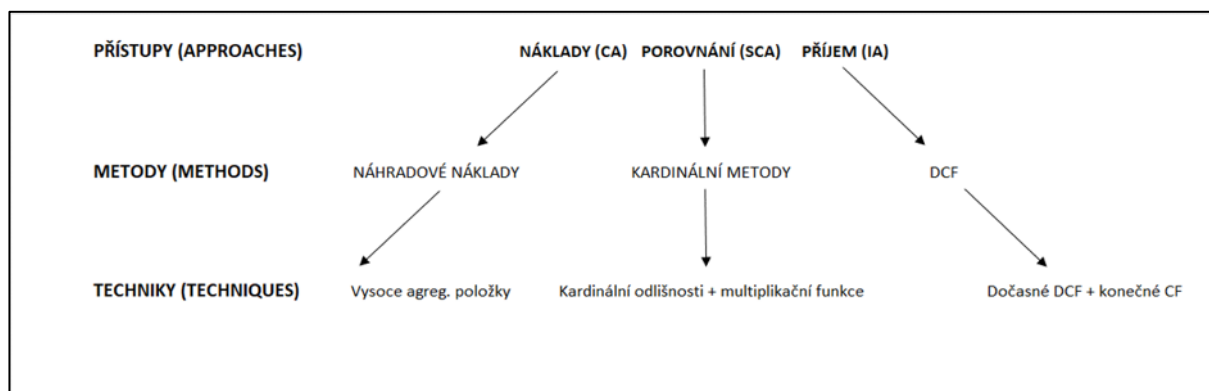 PŘÍSTUPY (APPROACHES) NÁKLADY (CA) POROVNÁNÍ (SCA) PŘÍJEM (IA)
METODY (METHODS) NÁHRADOVÉ NÁKLADY KARDINÁLNÍ METODY DCF
TECHNIKY (TECHNIQUES) Vysoce agreg. položky Kardinální odlišnosti + multiplikační funkce Dočasné DCF + konečné CF